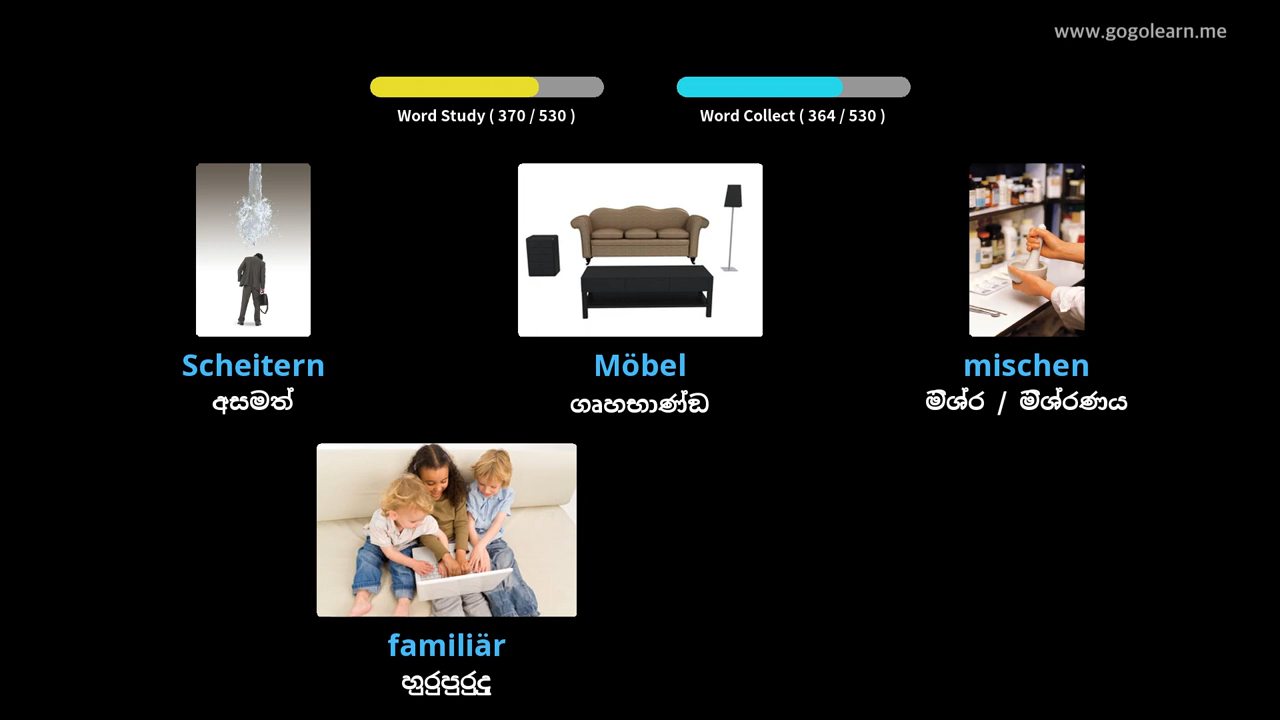 www.gogolearn.me
Word Study ( 370 / 530 )
Word Collect ( 364 / 530 )
Scheitern
අසමත්
Möbel
ගෘහභාණ්ඩ
mischen
මිශ්ර / මිශ්රණය
familiär
හුරුපුරුදු